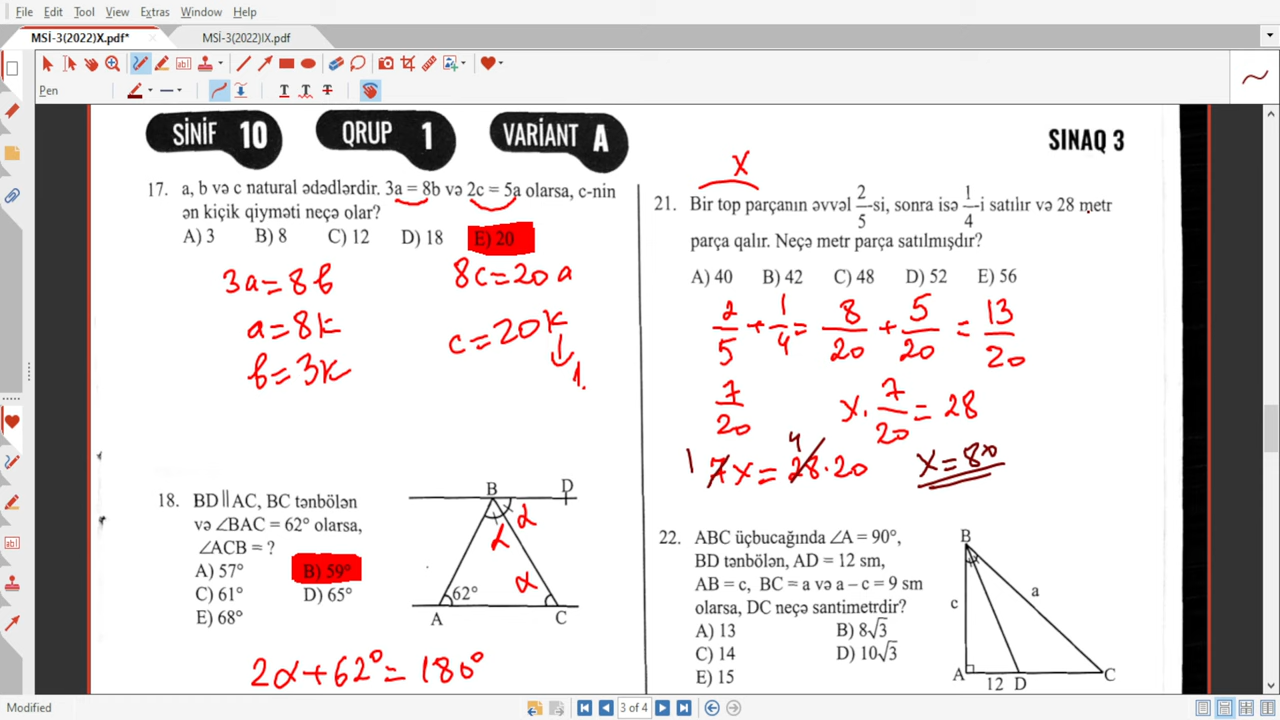 File Edit Tool View Extras Window Help
MSİ-3(2022)X.pdf* MSİ-3(2022)IX.pdf
Pen
SİNİF 10 QRUP 1 VARİANT A SINAQ 3
17. a, b və c natural ədədlərdir. 3a = 8b və 2c = 5a olarsa, c-nin
ən kiçik qiyməti neçə olar?
A) 3 B) 8 C) 12 D) 18 E) 20
3a=8b 8c=20a
a=8k c=20k
b=3k 1.
18. BD||AC, BC tənbölən
və ∠BAC = 62° olarsa,
∠ACB = ?
A) 57° B) 59°
C) 61° D) 65°
E) 68°
B D
α
α
62° α
A C
2α+62°=180°
x
21. Bir top parçanın əvvəl 2/5-si, sonra isə 1/4-i satılır və 28 metr
parça qalır. Neçə metr parça satılmışdır?
A) 40 B) 42 C) 48 D) 52 E) 56
2/5+1/4=8/20+5/20=13/20
7/20 x·7/20=28
1 7x=28·20 4 x=80
22. ABC üçbucağında ∠A = 90°,
BD tənbölən, AD = 12 sm,
AB = c, BC = a və a – c = 9 sm
olarsa, DC neçə santimetrdir?
A) 13 B) 8√3
C) 14 D) 10√3
E) 15
B
c a
A 12 D C
Modified 3 of 4